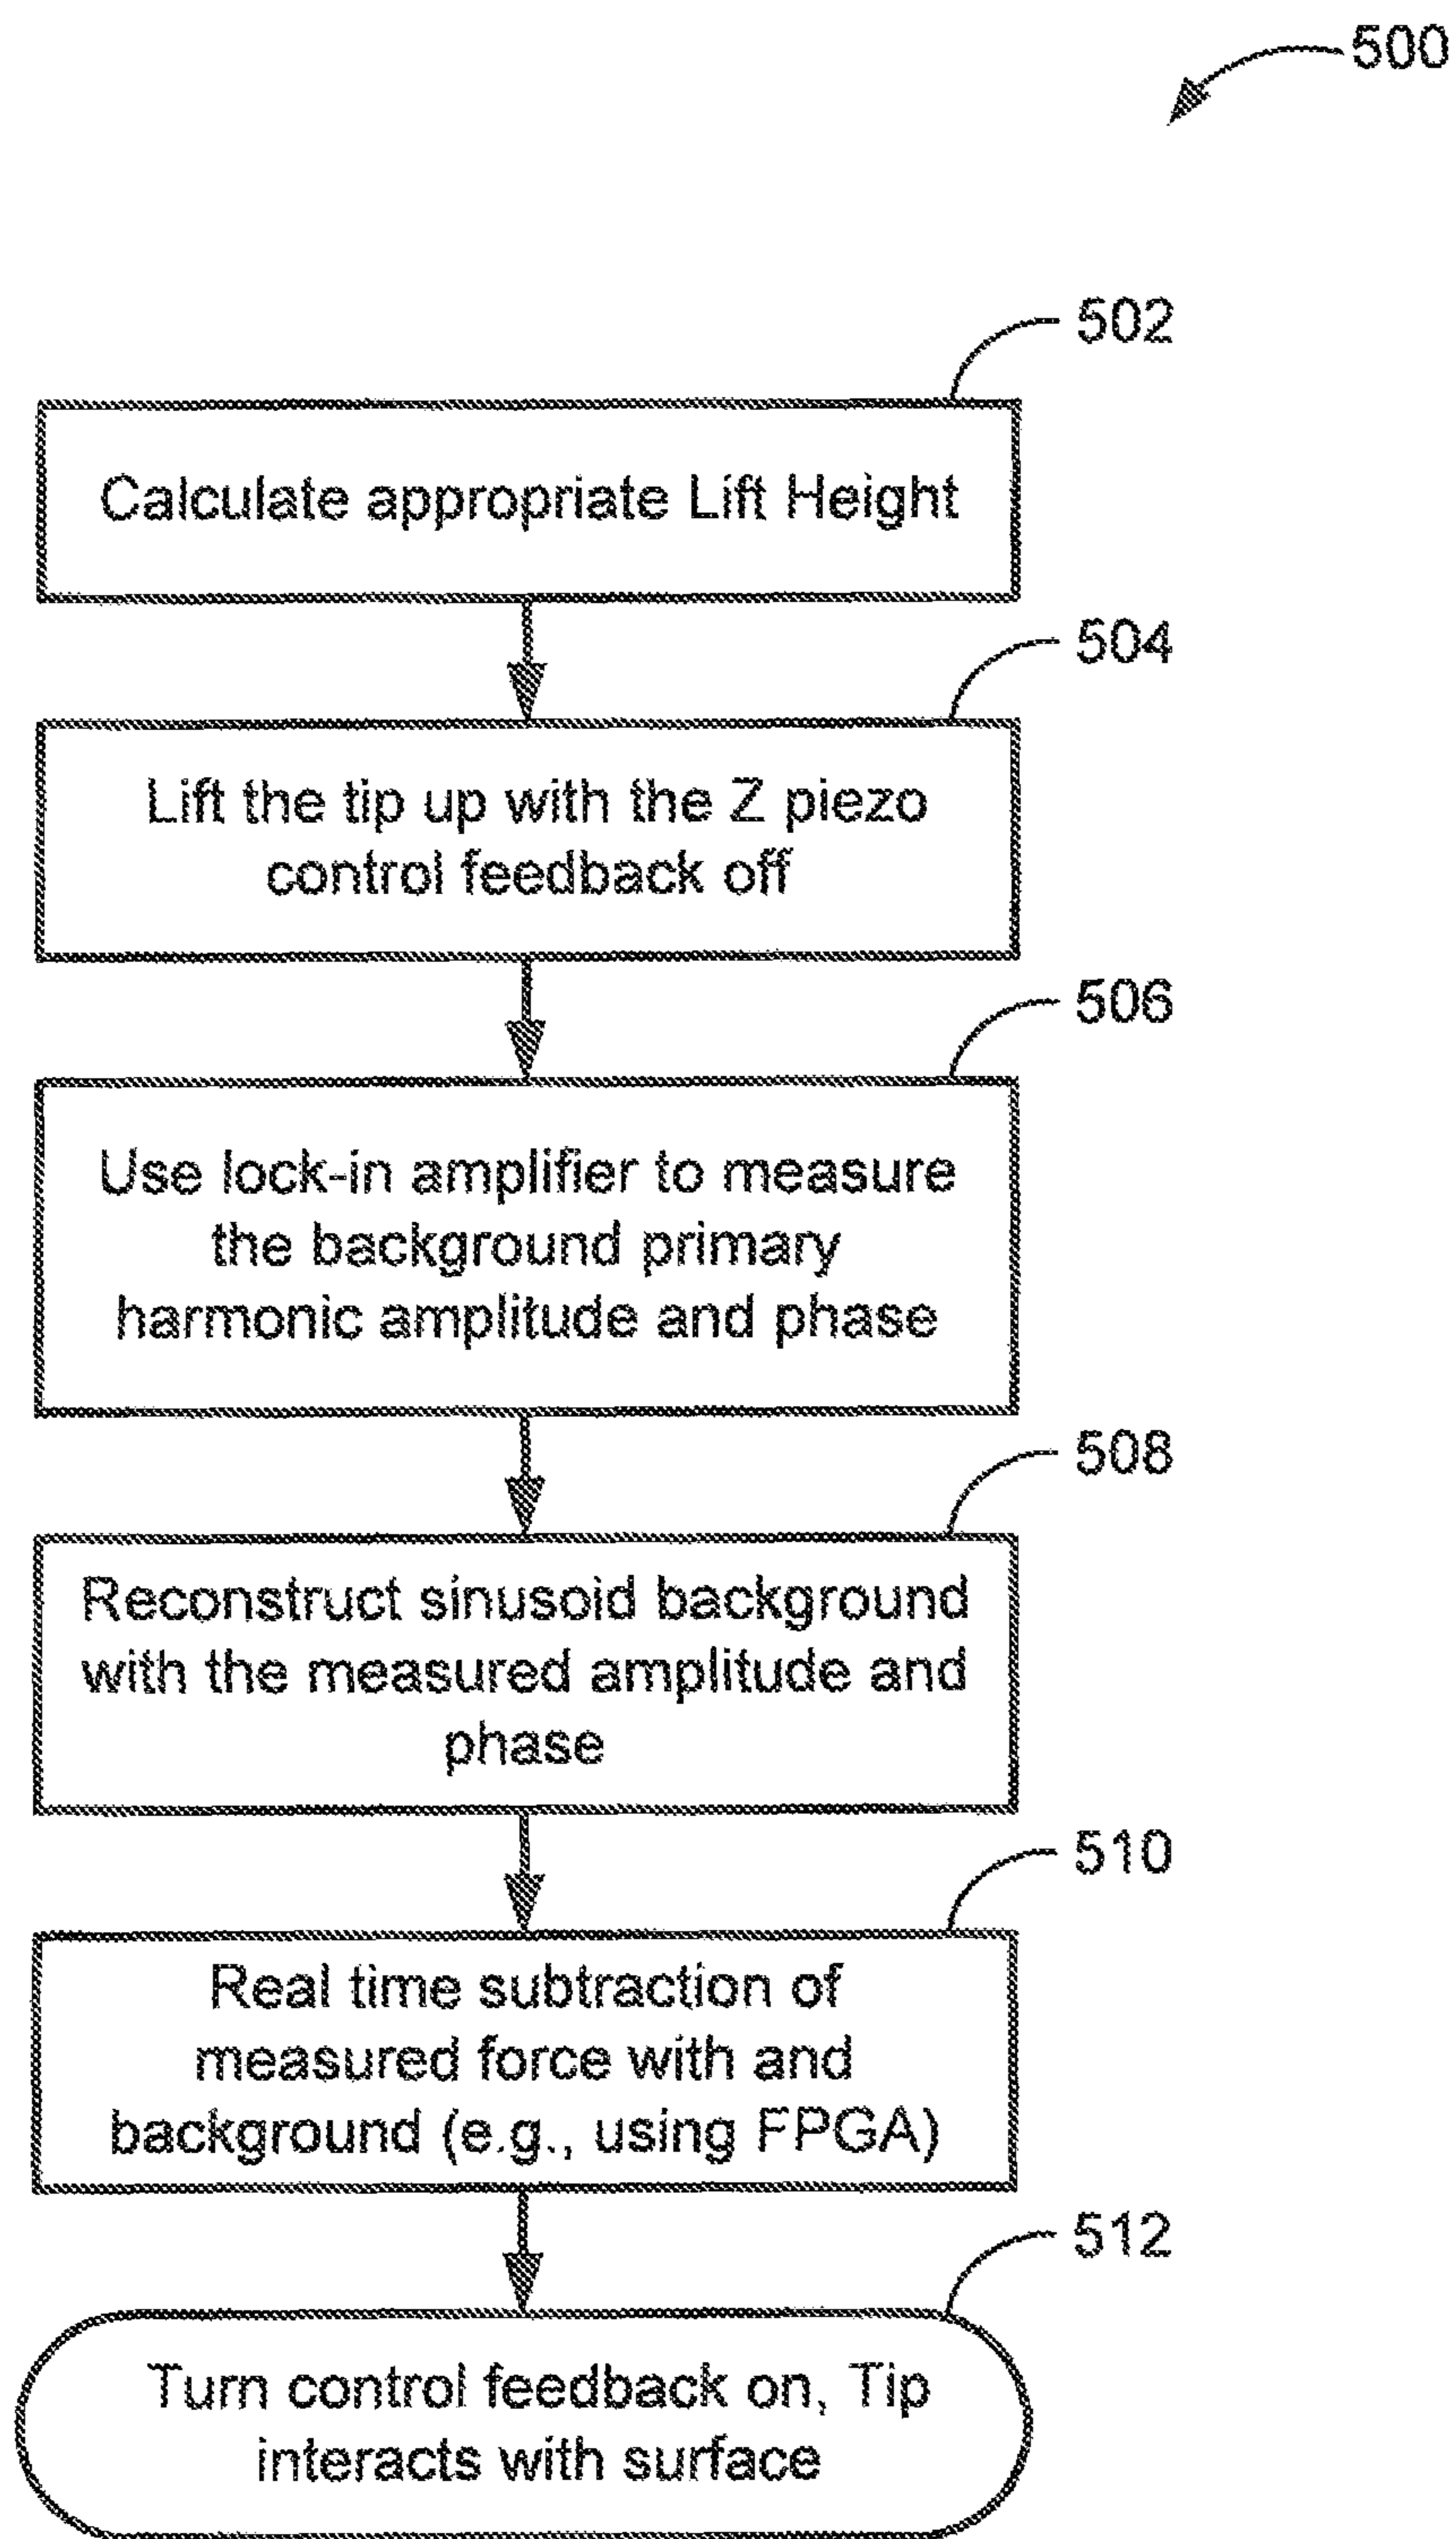 500
502
Calculate appropriate Lift Height
504
Lift the tip up with the Z piezo
control feedback off
506
Use lock-in amplifier to measure
the background primary
harmonic amplitude and phase
508
Reconstruct sinusoid background
with the measured amplitude and
phase
510
Real time subtraction of
measured force with and
background (e.g., using FPGA)
512
Turn control feedback on, Tip
interacts with surface